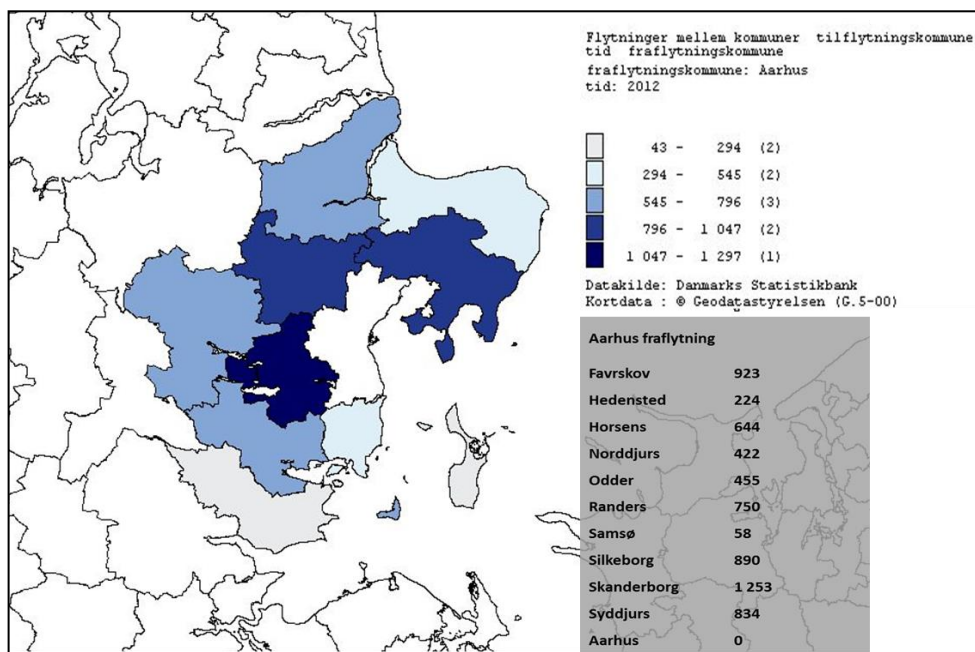 Flytninger mellem kommuner tilflytningskommune
tid fraflytningskommune
fraflytningskommune: Aarhus
tid: 2012
43 - 294 (2)
294 - 545 (2)
545 - 796 (3)
796 - 1 047 (2)
1 047 - 1 297 (1)
Datakilde: Danmarks Statistikbank
Kortdata : © Geodatastyrelsen (G.5-00)
Aarhus fraflytning
Favrskov 923
Hedensted 224
Horsens 644
Norddjurs 422
Odder 455
Randers 750
Samsø 58
Silkeborg 890
Skanderborg 1 253
Syddjurs 834
Aarhus 0